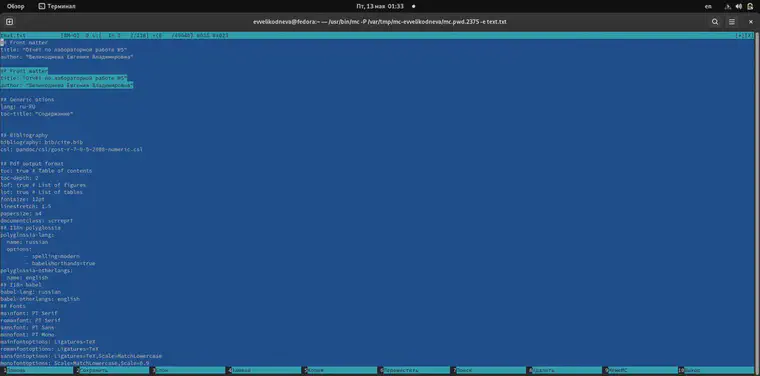 Обзор Терминал Пт, 13 мая 01:33 en
evvelikodneva@fedora:~ — /usr/bin/mc -P /var/tmp/mc-evvelikodneva/mc.pwd.2375 -e text.txt
text.txt
## Front matter
title: "Отчёт по лабораторной работе №5"
author: "Великоднева Евгения Владимировна"
## Front matter
title: "Отчёт по лабораторной работе №5"
author: "Великоднева Евгения Владимировна"
## Generic otions
lang: ru-RU
toc-title: "Содержание"
## Bibliography
bibliography: bib/cite.bib
csl: pandoc/csl/gost-r-7-0-5-2008-numeric.csl
## Pdf output format
toc: true # Table of contents
toc-depth: 2
lof: true # List of figures
lot: true # List of tables
fontsize: 12pt
linestretch: 1.5
papersize: a4
documentclass: scrreprt
## I18n polyglossia
polyglossia-lang:
name: russian
options:
- spelling=modern
- babelshorthands=true
polyglossia-otherlangs:
name: english
## I18n babel
babel-lang: russian
babel-otherlangs: english
## Fonts
mainfont: PT Serif
romanfont: PT Serif
sansfont: PT Sans
monofont: PT Mono
mainfontoptions: Ligatures=TeX
romanfontoptions: Ligatures=TeX
sansfontoptions: Ligatures=TeX,Scale=MatchLowercase
monofontoptions: Scale=MatchLowercase,Scale=0.9
1Помощь 2Сохранить 3Блок 4Замена 5Копия 6Переместить 7Поиск 8Удалить 9МенюMC 10Выход